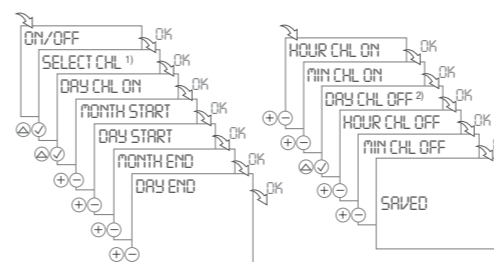 ON/OFF OK
SELECT CHL 1) OK
DAY CHL ON OK
MONTH START OK
DAY START OK
MONTH END OK
DAY END OK
HOUR CHL ON OK
MIN CHL ON OK
DAY CHL OFF 2) OK
HOUR CHL OFF OK
MIN CHL OFF
SAVED